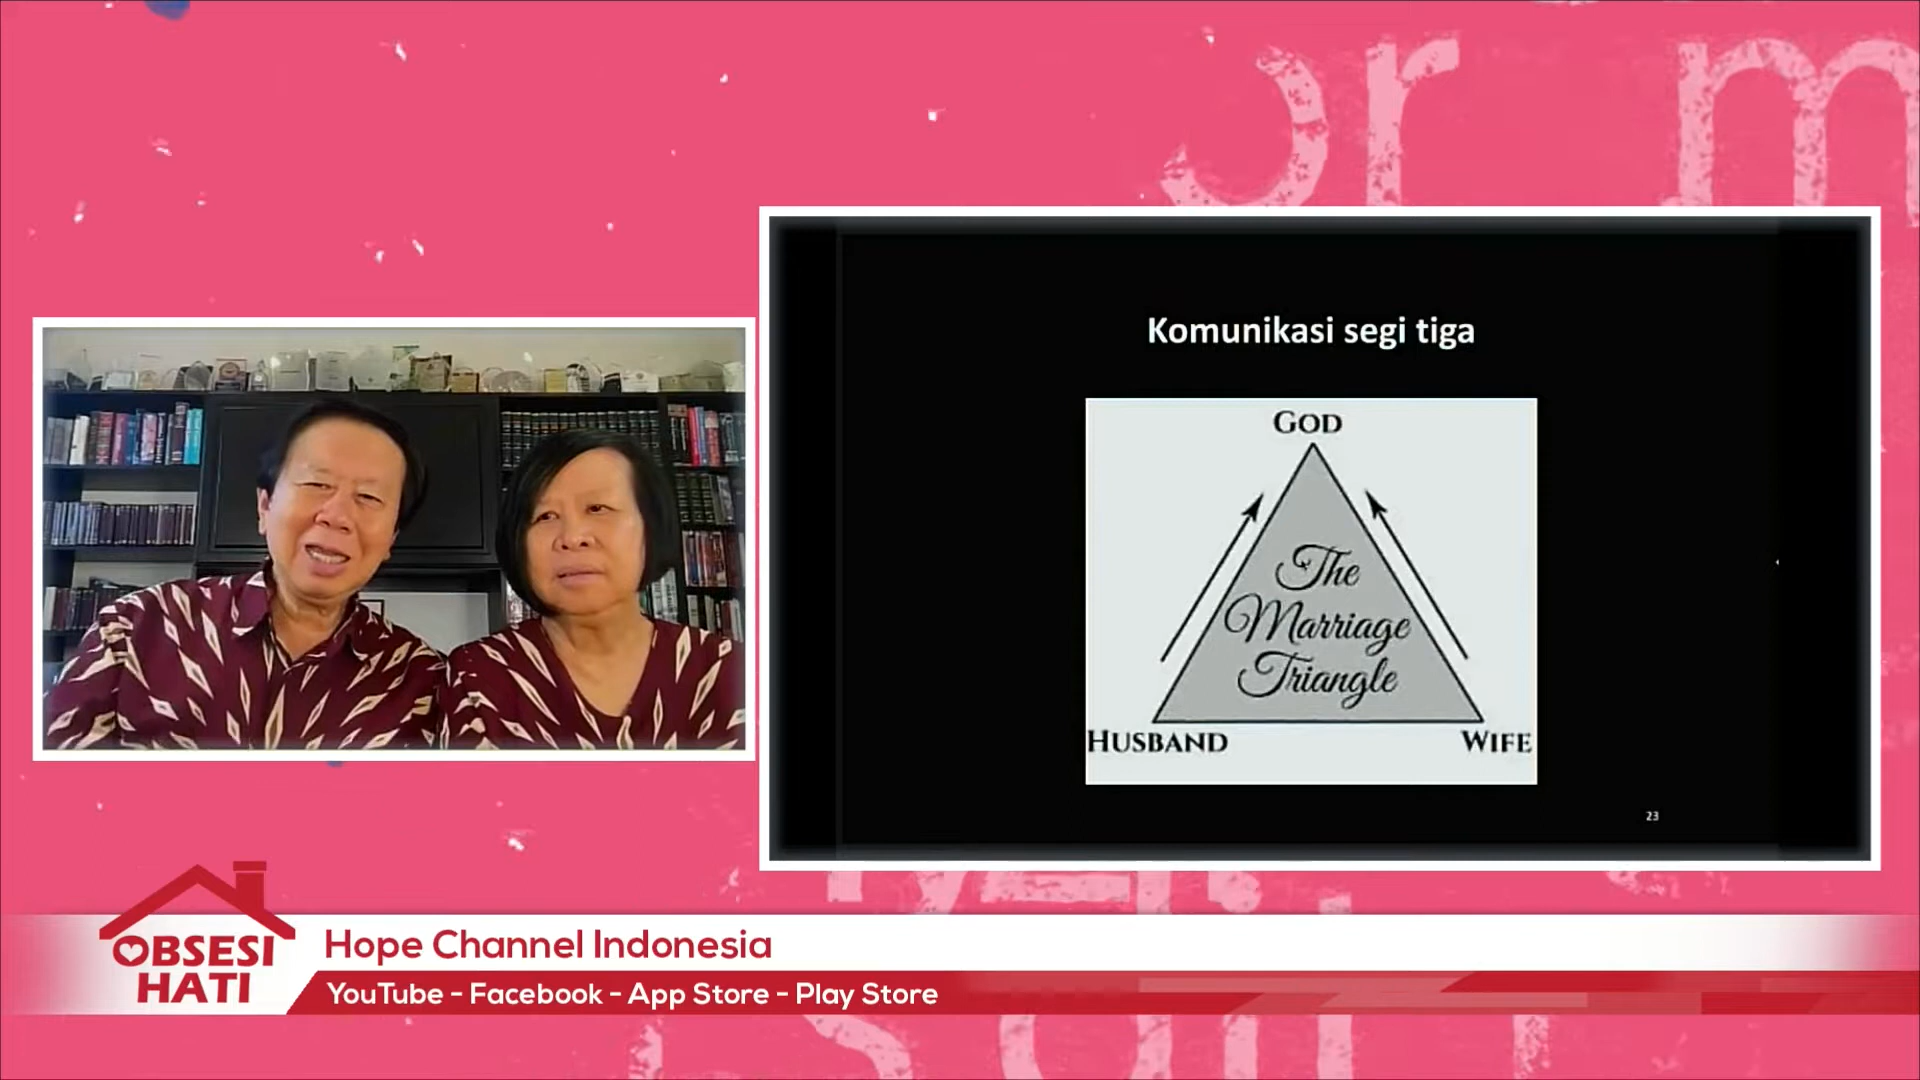 or m
Komunikasi segi tiga
GOD
The
Marriage
Triangle
HUSBAND
WIFE
23
OBSESI
HATI
Hope Channel Indonesia
YouTube - Facebook - App Store - Play Store